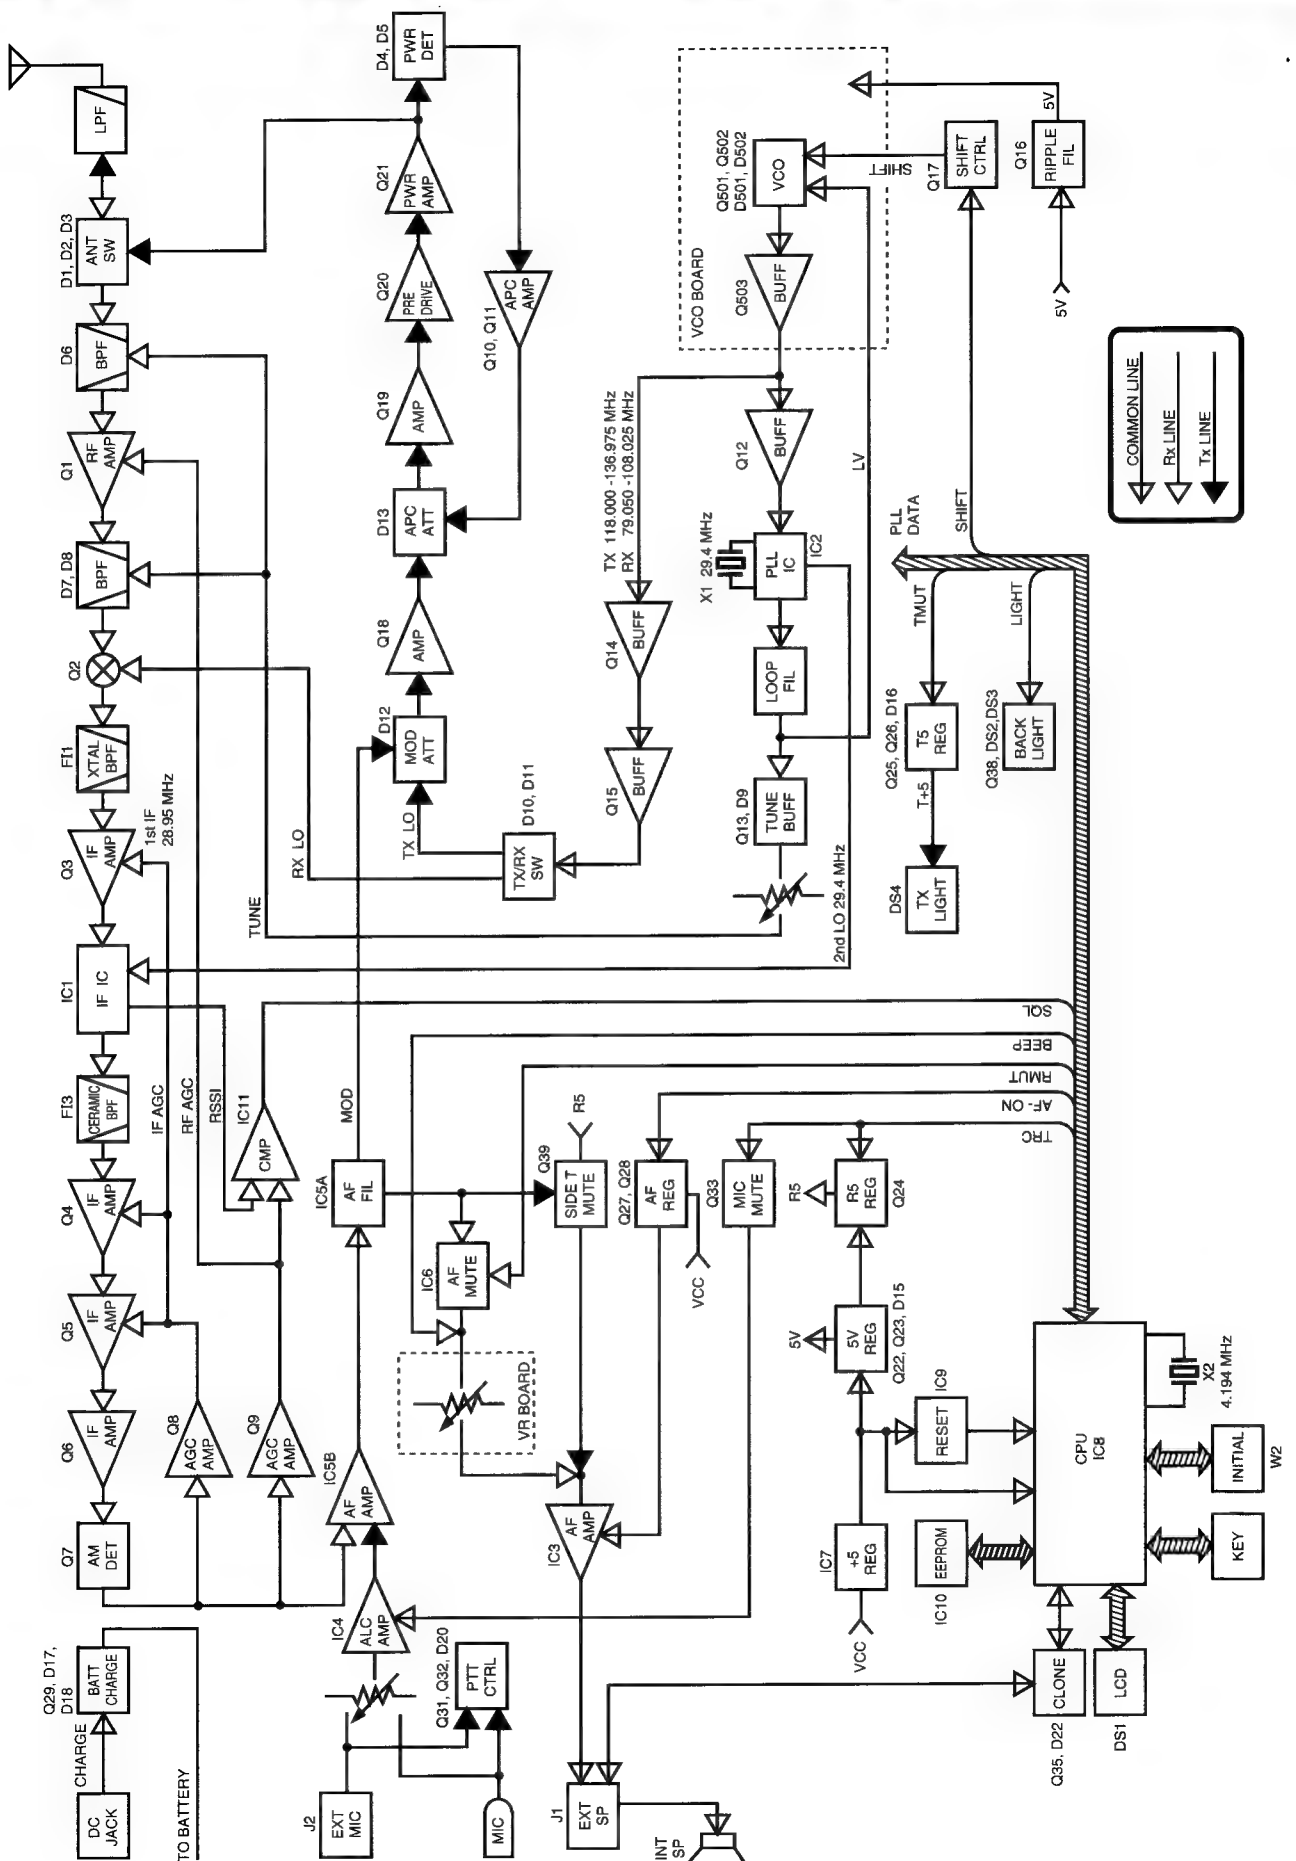 LPF
D1, D2, D3
ANT
SW
D6
BPF
Q1
RF
AMP
D7, D8
BPF
Q2
FI1
XTAL
BPF
1st IF
28.95 MHz
Q3
IF
AMP
IC1
IF IC
FI3
CERAMIC
BPF
Q4
IF
AMP
Q5
IF
AMP
Q6
IF
AMP
Q7
AM
DET
Q8
AGC
AMP
Q9
AGC
AMP
IF AGC
RF AGC
RSSI
IC11
CMP
TUNE
RX LO
Q29, D17,
D18
BATT
CHARGE
CHARGE
DC
JACK
TO BATTERY
D4, D5
PWR
DET
Q21
PWR
AMP
Q20
PRE
DRIVE
Q10, Q11
APC
AMP
Q19
AMP
D13
APC
ATT
Q18
AMP
D12
MOD
ATT
TX LO
D10, D11
TX/RX
SW
MOD
IC5A
AF
FIL
IC5B
AF
AMP
IC4
ALC
AMP
Q31, Q32, D20
PTT
CTRL
J2
EXT
MIC
MIC
TX 118.000 -136.975 MHz
RX 79.050 -108.025 MHz
Q14
BUFF
Q15
BUFF
VCO BOARD
Q501, Q502
D501, D502
VCO
Q503
BUFF
Q12
BUFF
X1 29.4 MHz
PLL
IC
IC2
LOOP
FIL
Q13, D9
TUNE
BUFF
2nd LO 29.4 MHz
LV
SHIFT
Q17
SHIFT
CTRL
5V
Q16
RIPPLE
FIL
5V
COMMON LINE
Rx LINE
Tx LINE
PLL
DATA
SHIFT
TMUT
LIGHT
Q25, Q26, D16
T5
REG
T+5
DS4
TX
LIGHT
Q38, DS2,DS3
BACK
LIGHT
SQL
BEEP
RMUT
AF- ON
TRC
IC6
AF
MUTE
VR BOARD
Q39
SIDE T
MUTE
R5
Q27, Q28
AF
REG
VCC
Q33
MIC
MUTE
IC3
AF
AMP
J1
EXT
SP
INT
SP
R5
R5
REG
Q24
5V
5V
REG
Q22, Q23, D15
IC7
+5
REG
VCC
IC9
RESET
IC10
EEPROM
CPU
IC8
X2
4.194 MHz
INITIAL
W2
KEY
CLONE
Q35, D22
LCD
DS1